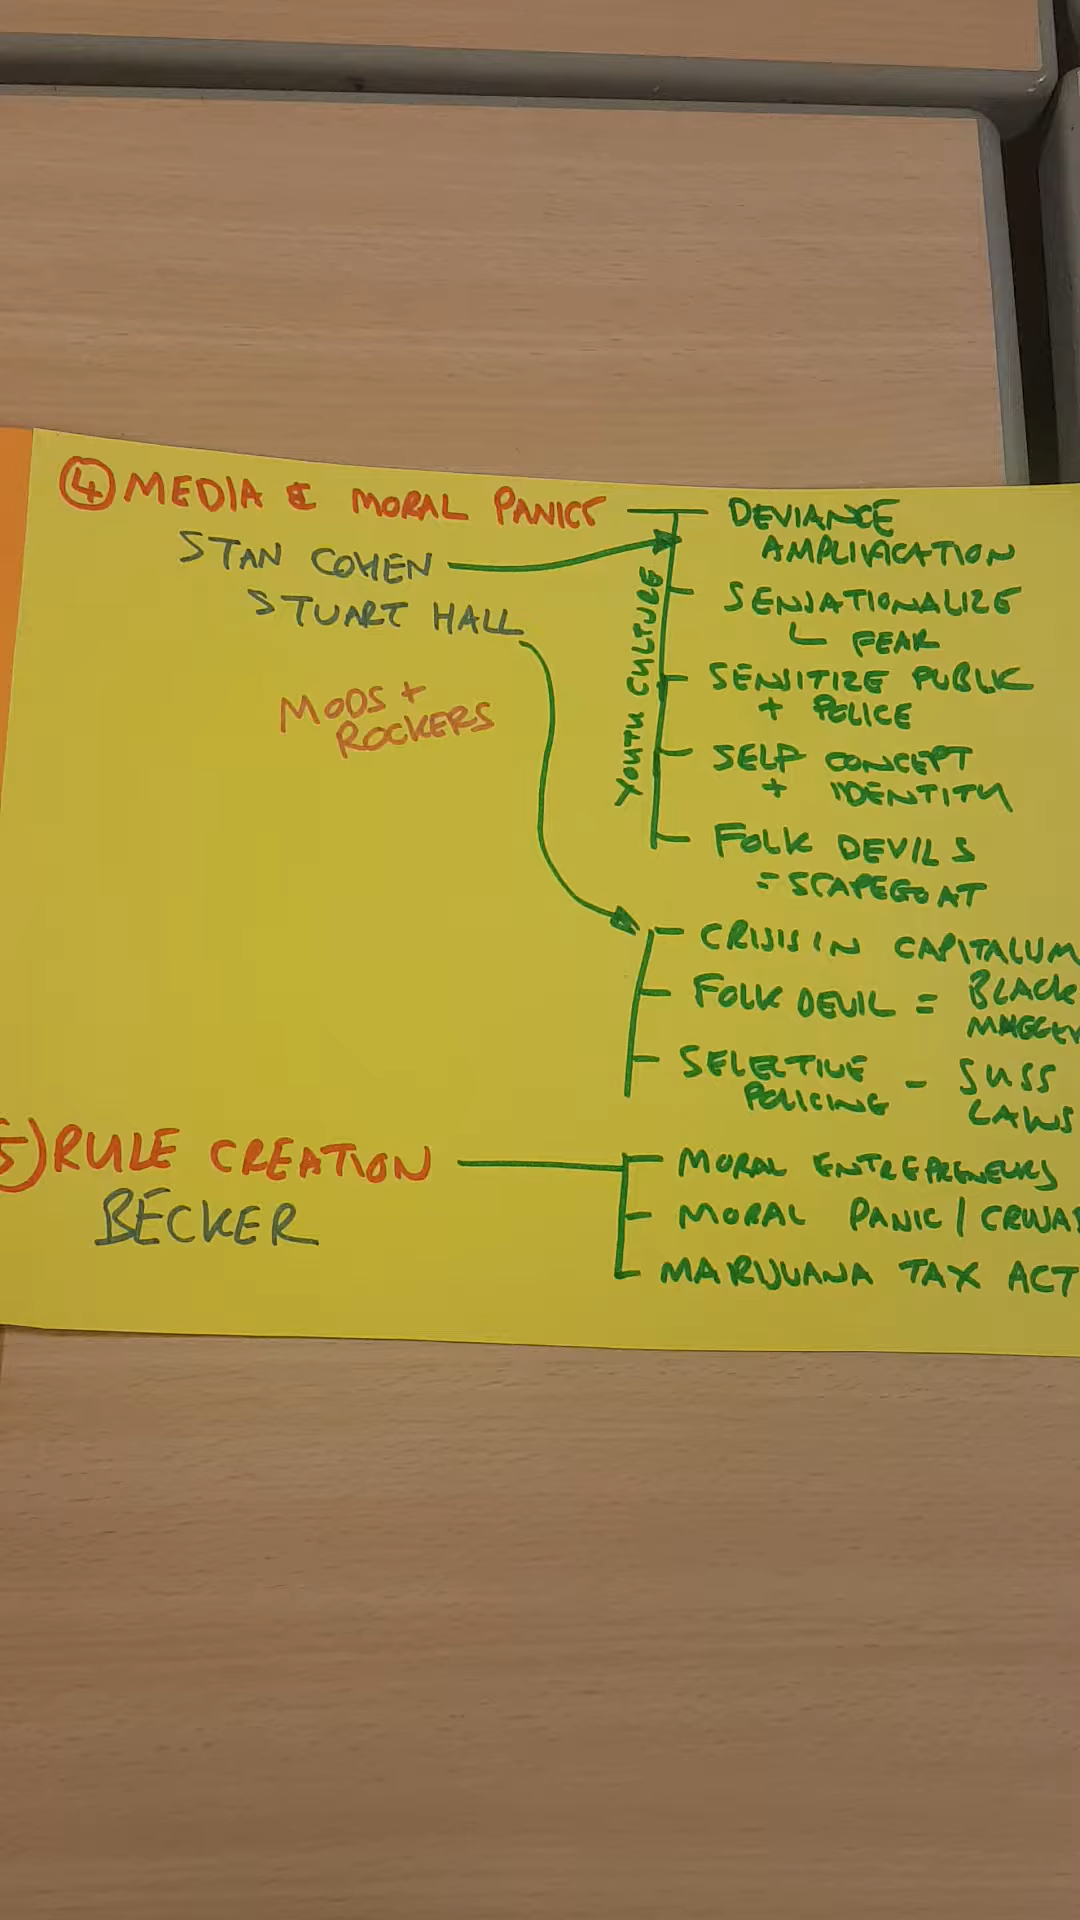 4 MEDIA & MORAL PANICS
STAN COHEN
STUART HALL
MODS +
ROCKERS
YOUTH CULTURE
DEVIANCE
AMPLIFICATION
SENSATIONALIZE
FEAR
SENSITIZE PUBLIC
+ POLICE
SELF CONCEPT
+ IDENTITY
FOLK DEVILS
= SCAPEGOAT
CRISIS IN CAPITALISM
FOLK DEVIL = BLACK
MUGGER
SELECTIVE
POLICING - SUSS
LAWS
5) RULE CREATION
BECKER
MORAL ENTREPRENEURS
MORAL PANIC /
MARIJUANA TAX ACT